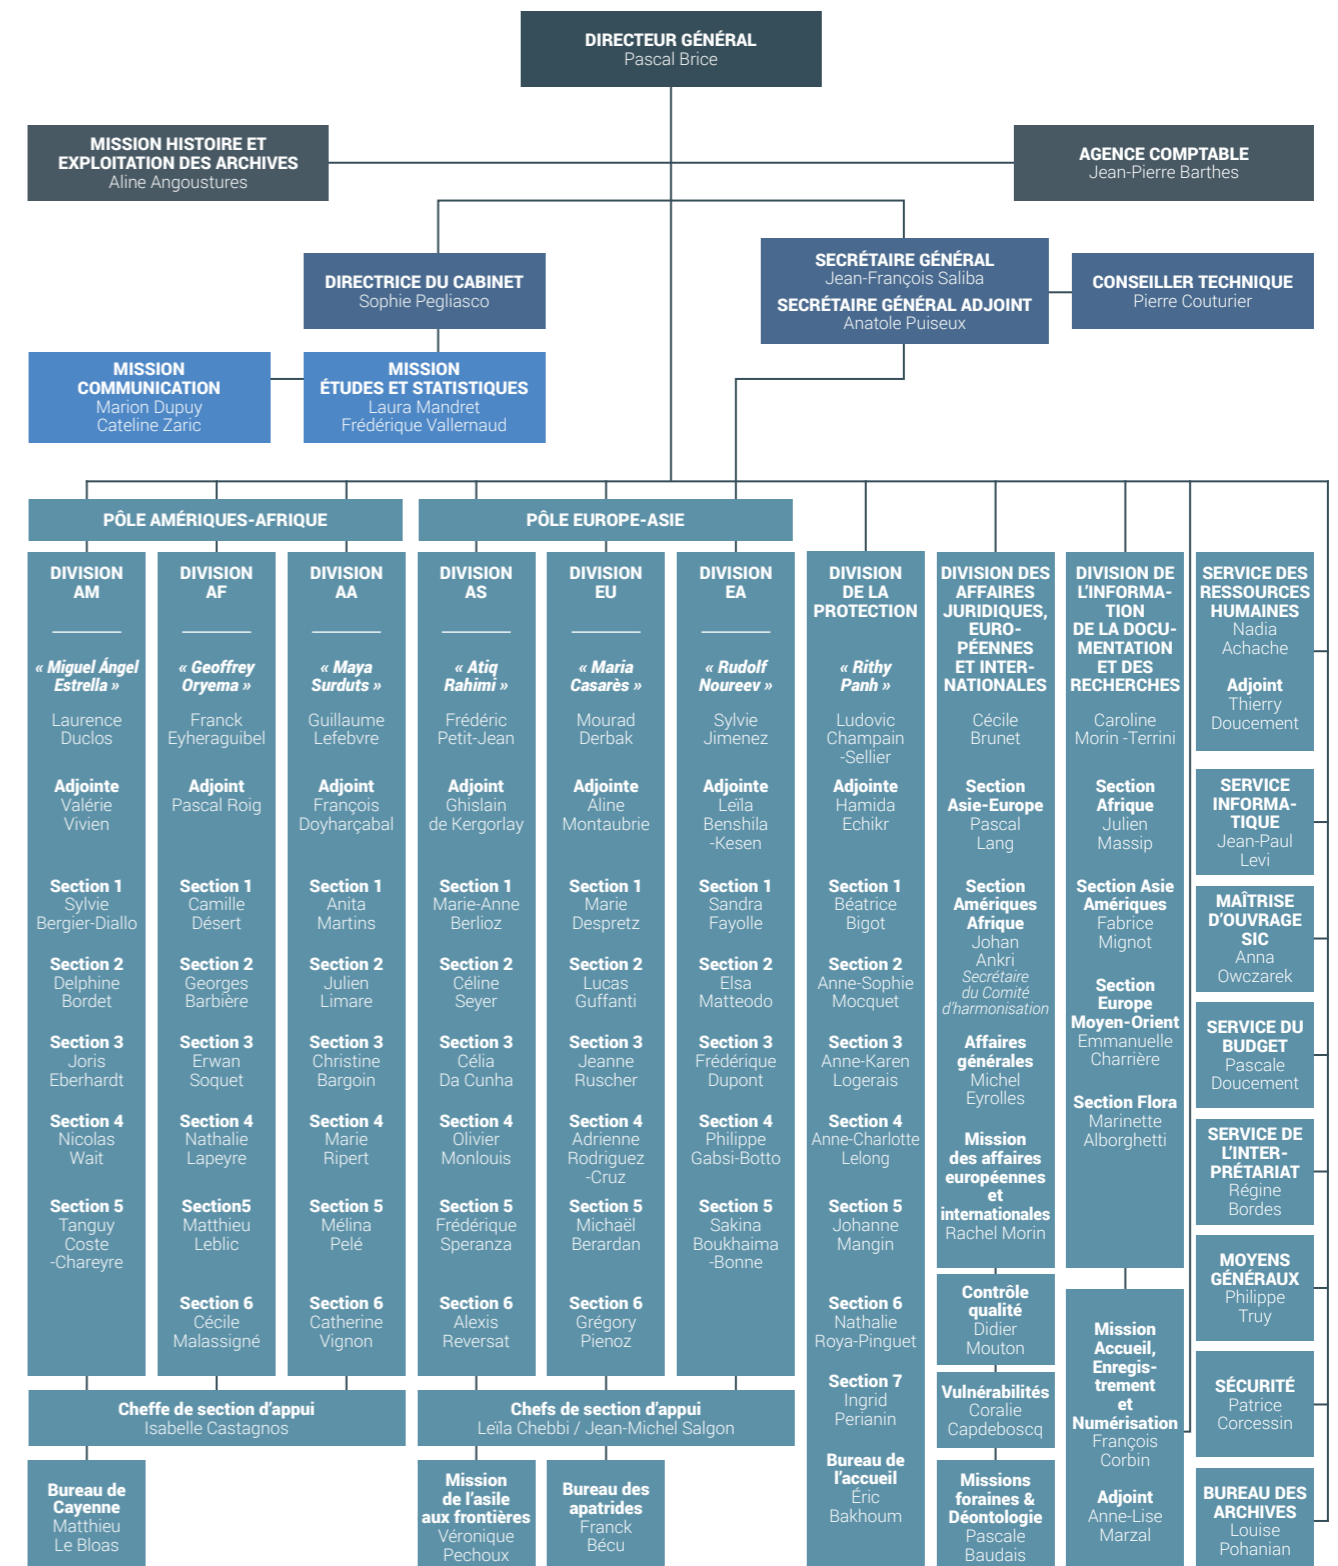 DIRECTEUR GÉNÉRAL
Pascal Brice
MISSION HISTOIRE ET
EXPLOITATION DES ARCHIVES
Aline Angoustures
AGENCE COMPTABLE
Jean-Pierre Barthes
DIRECTRICE DU CABINET
Sophie Pegliasco
SECRÉTAIRE GÉNÉRAL
Jean-François Saliba
SECRÉTAIRE GÉNÉRAL ADJOINT
Anatole Puiseux
CONSEILLER TECHNIQUE
Pierre Couturier
MISSION
COMMUNICATION
Marion Dupuy
Cateline Zaric
MISSION
ÉTUDES ET STATISTIQUES
Laura Mandret
Frédérique Vallernaud
PÔLE AMÉRIQUES-AFRIQUE
PÔLE EUROPE-ASIE
DIVISION
AM
« Miguel Ángel
Estrella »
Laurence
Duclos
Adjointe
Valérie
Vivien
Section 1
Sylvie
Bergier-Diallo
Section 2
Delphine
Bordet
Section 3
Joris
Eberhardt
Section 4
Nicolas
Wait
Section 5
Tanguy
Coste
-Chareyre
DIVISION
AF
« Geoffrey
Oryema »
Franck
Eyheraguibel
Adjoint
Pascal Roig
Section 1
Camille
Désert
Section 2
Georges
Barbière
Section 3
Erwan
Soquet
Section 4
Nathalie
Lapeyre
Section5
Matthieu
Leblic
Section 6
Cécile
Malassigné
DIVISION
AA
« Maya
Surduts »
Guillaume
Lefebvre
Adjoint
François
Doyharçabal
Section 1
Anita
Martins
Section 2
Julien
Limare
Section 3
Christine
Bargoin
Section 4
Marie
Ripert
Section 5
Mélina
Pelé
Section 6
Catherine
Vignon
DIVISION
AS
« Atiq
Rahimi »
Frédéric
Petit-Jean
Adjoint
Ghislain
de Kergorlay
Section 1
Marie-Anne
Berlioz
Section 2
Céline
Seyer
Section 3
Célia
Da Cunha
Section 4
Olivier
Monlouis
Section 5
Frédérique
Speranza
Section 6
Alexis
Reversat
DIVISION
EU
« Maria
Casarès »
Mourad
Derbak
Adjointe
Aline
Montaubrie
Section 1
Marie
Despretz
Section 2
Lucas
Guffanti
Section 3
Jeanne
Ruscher
Section 4
Adrienne
Rodriguez
-Cruz
Section 5
Michaël
Berardan
Section 6
Grégory
Pienoz
DIVISION
EA
« Rudolf
Noureev »
Sylvie
Jimenez
Adjointe
Leïla
Benshila
-Kesen
Section 1
Sandra
Fayolle
Section 2
Elsa
Matteodo
Section 3
Frédérique
Dupont
Section 4
Philippe
Gabsi-Botto
Section 5
Sakina
Boukhaima
-Bonne
DIVISION
DE LA
PROTECTION
« Rithy
Panh »
Ludovic
Champain
-Sellier
Adjointe
Hamida
Echikr
Section 1
Béatrice
Bigot
Section 2
Anne-Sophie
Mocquet
Section 3
Anne-Karen
Logerais
Section 4
Anne-Charlotte
Lelong
Section 5
Johanne
Mangin
Section 6
Nathalie
Roya-Pinguet
Section 7
Ingrid
Perianin
Bureau de
l'accueil
Éric
Bakhoum
DIVISION DES
AFFAIRES
JURIDIQUES,
EURO-
PÉENNES
ET INTER-
NATIONALES
Cécile
Brunet
Section
Asie-Europe
Pascal
Lang
Section
Amériques
Afrique
Johan
Ankri
Secrétaire
du Comité
d'harmonisation
Affaires
générales
Michel
Eyrolles
Mission
des affaires
européennes
et
internationales
Rachel Morin
Contrôle
qualité
Didier
Mouton
Vulnérabilités
Coralie
Capdeboscq
Missions
foraines &
Déontologie
Pascale
Baudais
DIVISION DE
L'INFORMA-
TION
DE LA DOCU-
MENTATION
ET DES
RECHERCHES
Caroline
Morin -Terrini
Section
Afrique
Julien
Massip
Section Asie
Amériques
Fabrice
Mignot
Section
Europe
Moyen-Orient
Emmanuelle
Charrière
Section Flora
Marinette
Alborghetti
Mission
Accueil,
Enregis-
trement
et
Numérisation
François
Corbin
Adjoint
Anne-Lise
Marzal
SERVICE DES
RESSOURCES
HUMAINES
Nadia
Achache
Adjoint
Thierry
Doucement
SERVICE
INFORMA-
TIQUE
Jean-Paul
Levi
MAÎTRISE
D'OUVRAGE
SIC
Anna
Owczarek
SERVICE DU
BUDGET
Pascale
Doucement
SERVICE DE
L'INTER-
PRÉTARIAT
Régine
Bordes
MOYENS
GÉNÉRAUX
Philippe
Truy
SÉCURITÉ
Patrice
Corcessin
BUREAU DES
ARCHIVES
Louise
Pohanian
Cheffe de section d'appui
Isabelle Castagnos
Chefs de section d'appui
Leïla Chebbi / Jean-Michel Salgon
Bureau de
Cayenne
Matthieu
Le Bloas
Mission
de l'asile
aux frontières
Véronique
Pechoux
Bureau des
apatrides
Franck
Bécu